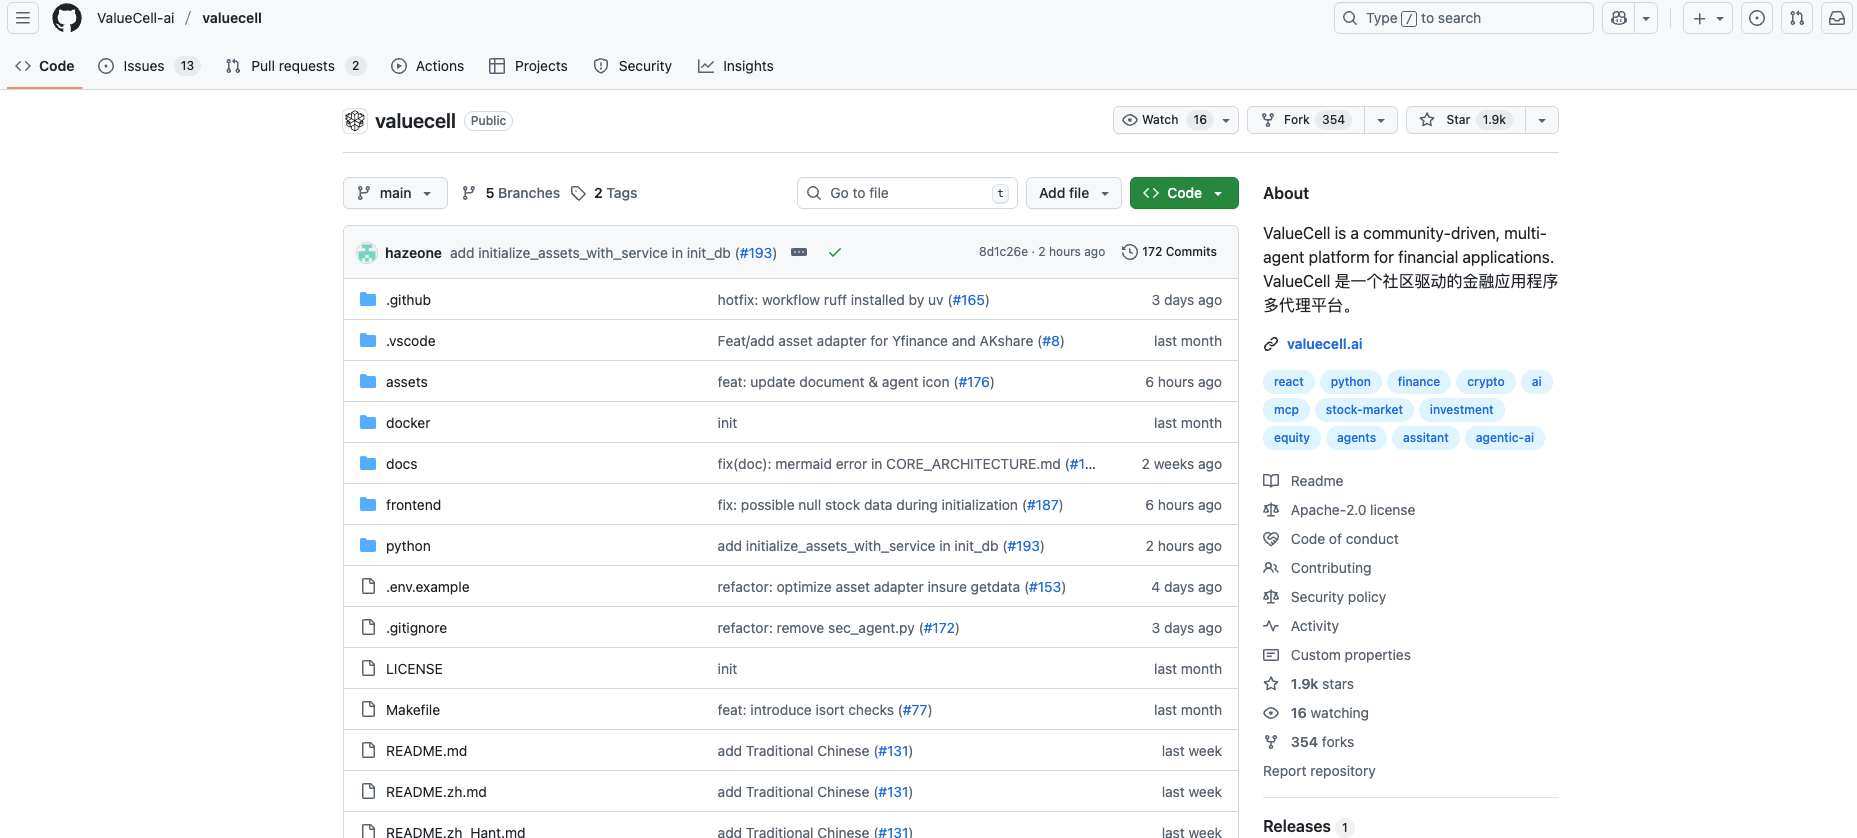 ValueCell-ai / valuecell
Type / to search
Code Issues 13 Pull requests 2 Actions Projects Security Insights
valuecell Public
Watch 16 Fork 354 Star 1.9k
main 5 Branches 2 Tags Go to file t Add file Code
hazeone add initialize_assets_with_service in init_db (#193) 8d1c26e · 2 hours ago 172 Commits
.github hotfix: workflow ruff installed by uv (#165) 3 days ago
.vscode Feat/add asset adapter for Yfinance and AKshare (#8) last month
assets feat: update document & agent icon (#176) 6 hours ago
docker init last month
docs fix(doc): mermaid error in CORE_ARCHITECTURE.md (#1... 2 weeks ago
frontend fix: possible null stock data during initialization (#187) 6 hours ago
python add initialize_assets_with_service in init_db (#193) 2 hours ago
.env.example refactor: optimize asset adapter insure getdata (#153) 4 days ago
.gitignore refactor: remove sec_agent.py (#172) 3 days ago
LICENSE init last month
Makefile feat: introduce isort checks (#77) last month
README.md add Traditional Chinese (#131) last week
README.zh.md add Traditional Chinese (#131) last week
README.zh_Hant.md add Traditional Chinese (#131) last week
About
ValueCell is a community-driven, multi-
agent platform for financial applications.
ValueCell 是一个社区驱动的金融应用程序
多代理平台。
valuecell.ai
react python finance crypto ai
mcp stock-market investment
equity agents assitant agentic-ai
Readme
Apache-2.0 license
Code of conduct
Contributing
Security policy
Activity
Custom properties
1.9k stars
16 watching
354 forks
Report repository
Releases 1